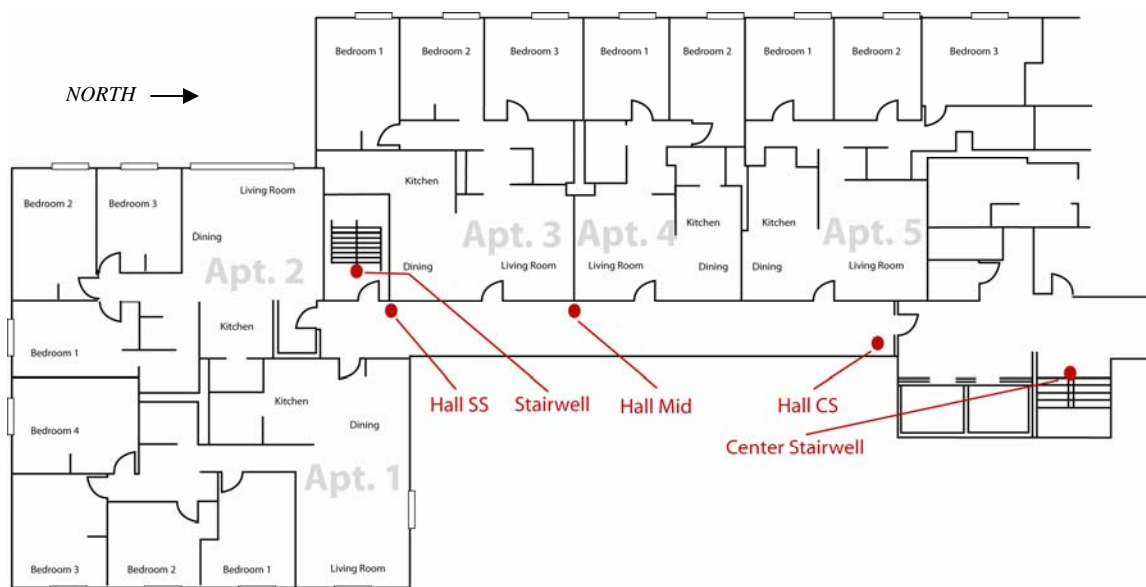 Bedroom 1
Bedroom 2
Bedroom 3
Bedroom 1
Bedroom 2
Bedroom 1
Bedroom 2
Bedroom 3
NORTH
Kitchen
Living Room
Bedroom 2
Bedroom 3
Dining
Apt. 2
Kitchen
Bedroom 1
Apt. 3
Dining
Living Room
Apt. 4
Kitchen
Living Room
Dining
Kitchen
Apt. 5
Dining
Living Room
Hall SS
Stairwell
Hall Mid
Hall CS
Center Stairwell
Kitchen
Dining
Bedroom 4
Apt. 1
Bedroom 3
Bedroom 2
Bedroom 1
Living Room